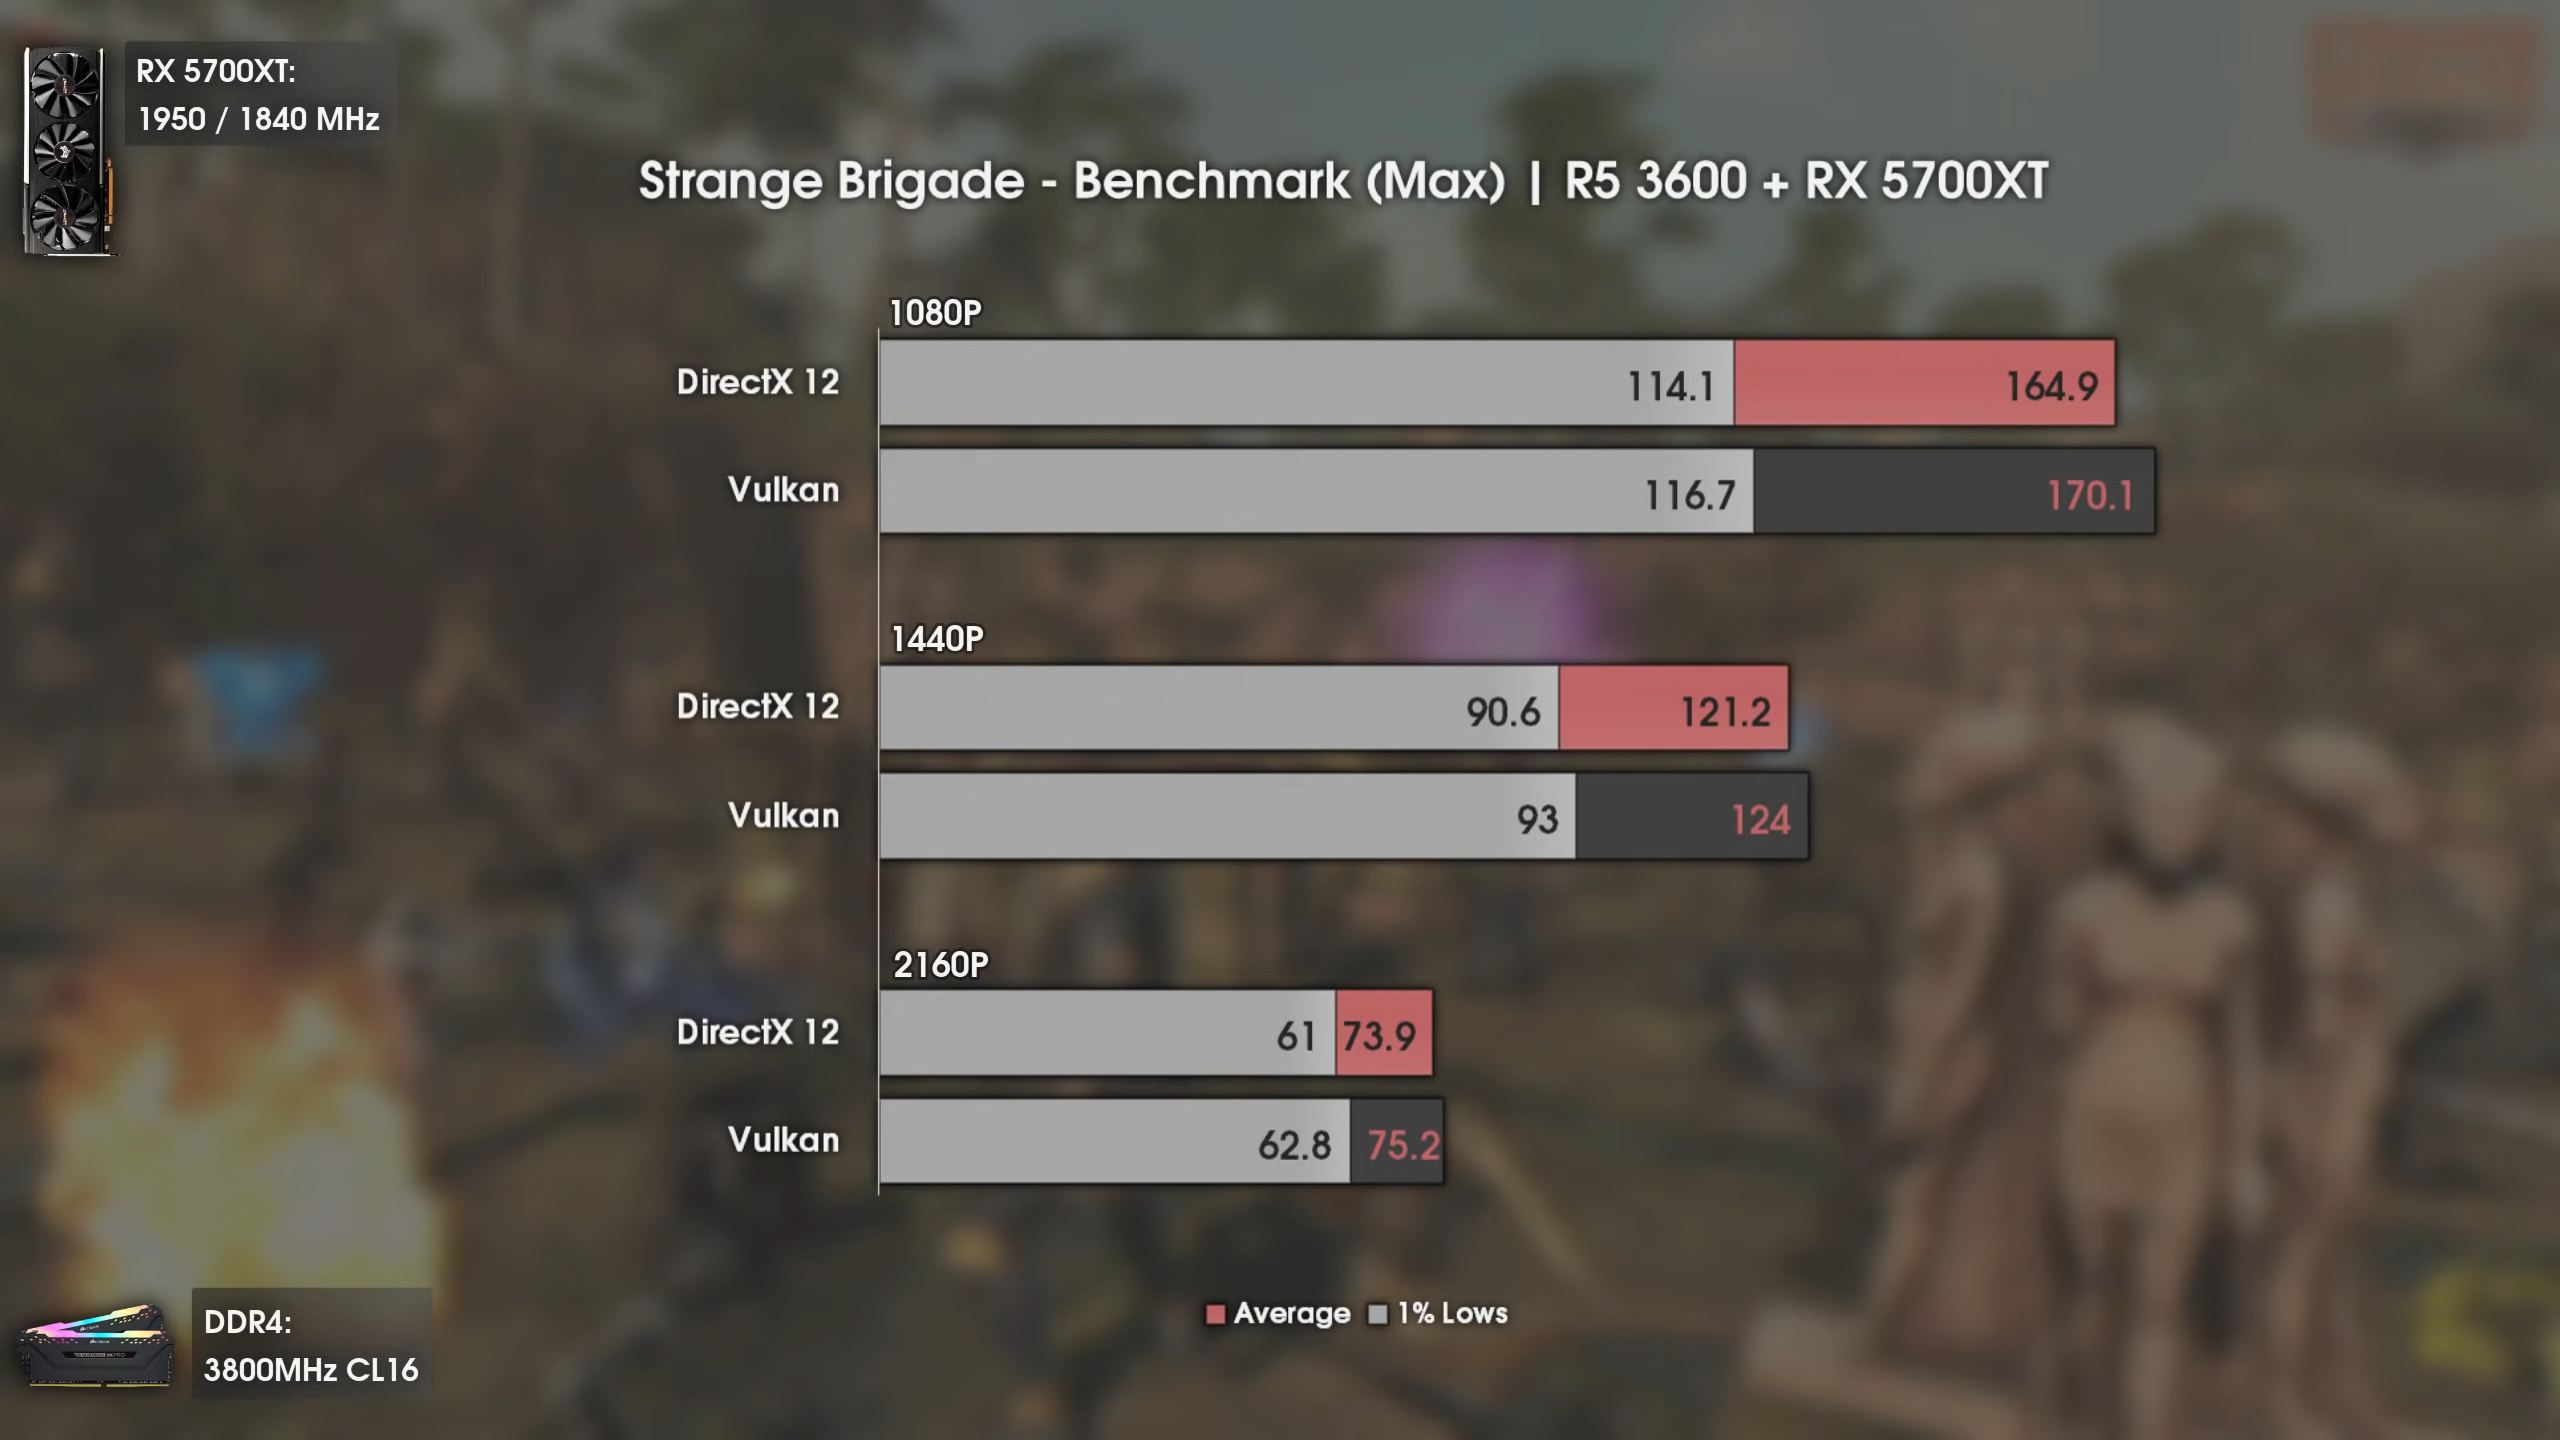 RX 5700XT:
1950 / 1840 MHz
Strange Brigade - Benchmark (Max) | R5 3600 + RX 5700XT
1080P
DirectX 12 114.1 164.9
Vulkan 116.7 170.1
1440P
DirectX 12 90.6 121.2
Vulkan 93 124
2160P
DirectX 12 61 73.9
Vulkan 62.8 75.2
Average 1% Lows
DDR4:
3800MHz CL16